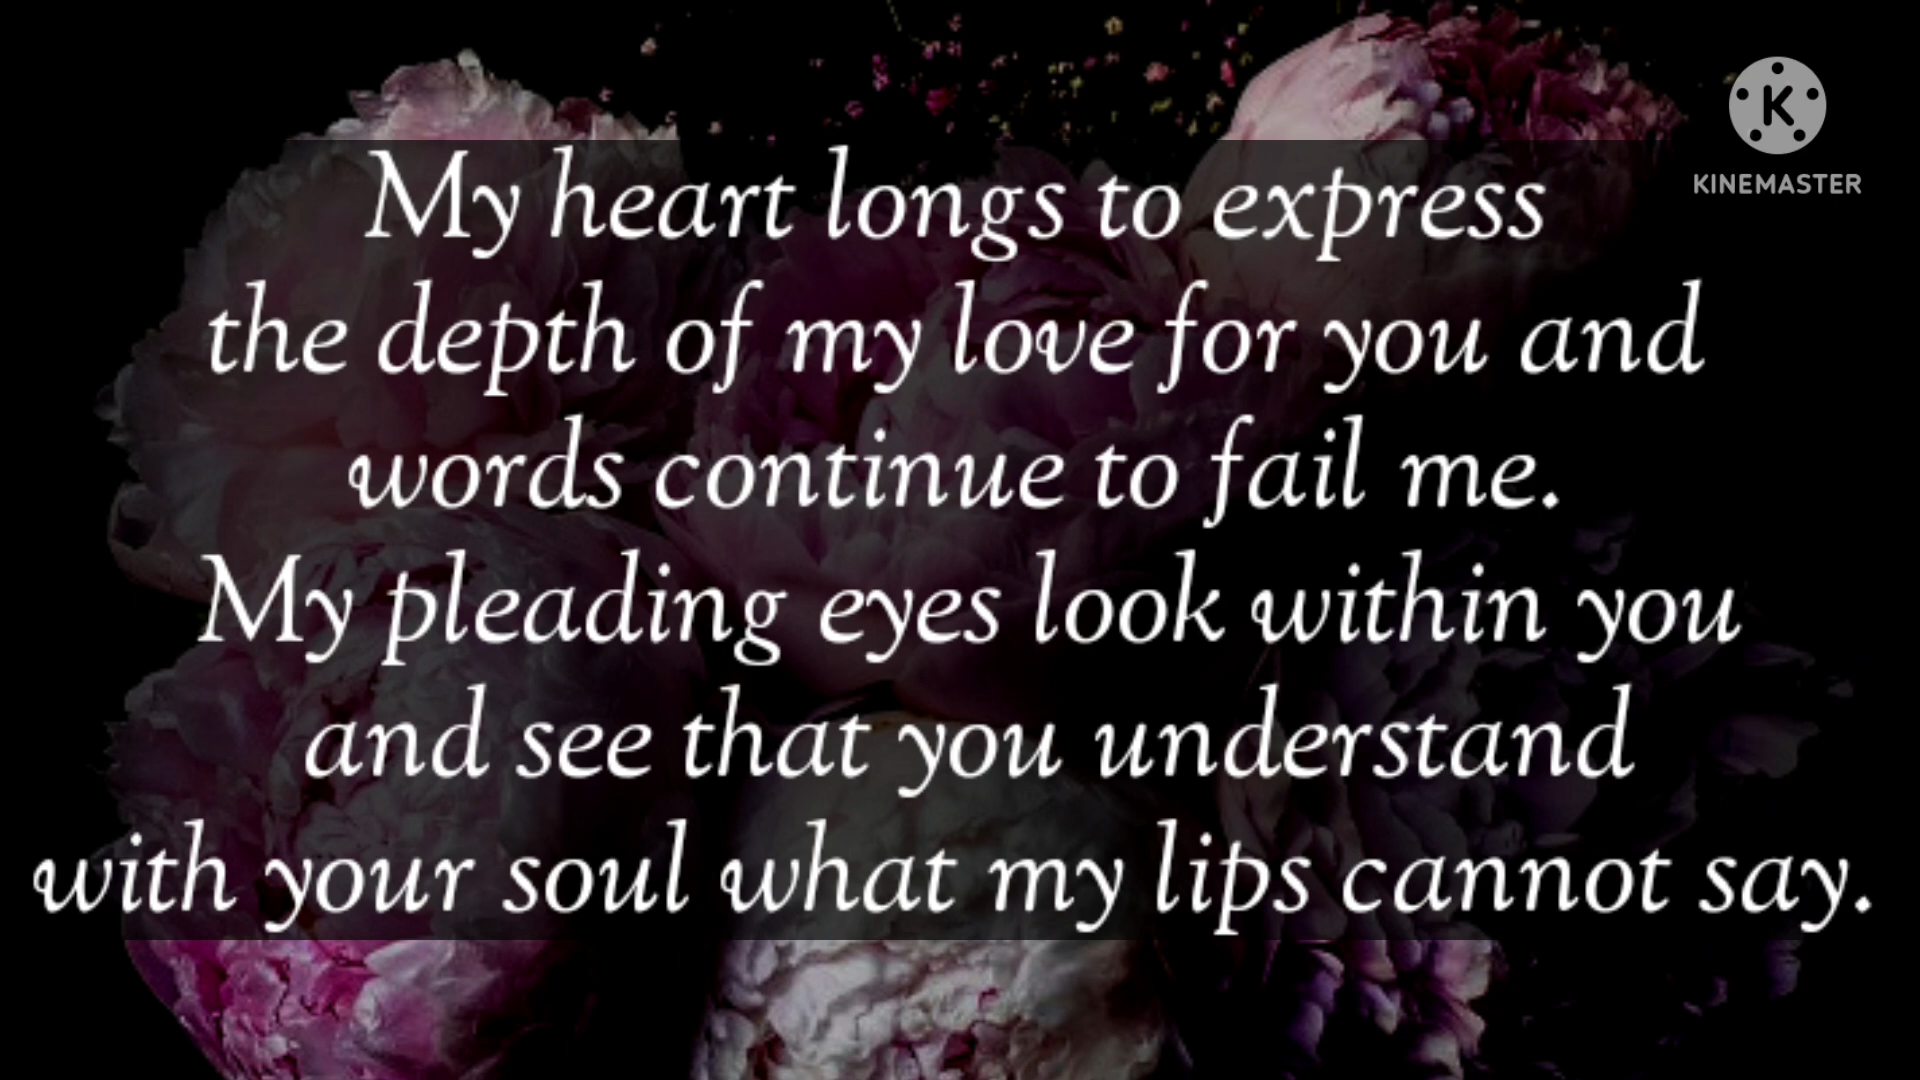 My heart longs to express
the depth of my love for you and
words continue to fail me.
My pleading eyes look within you
and see that you understand
with your soul what my lips cannot say.
K
KINEMASTER